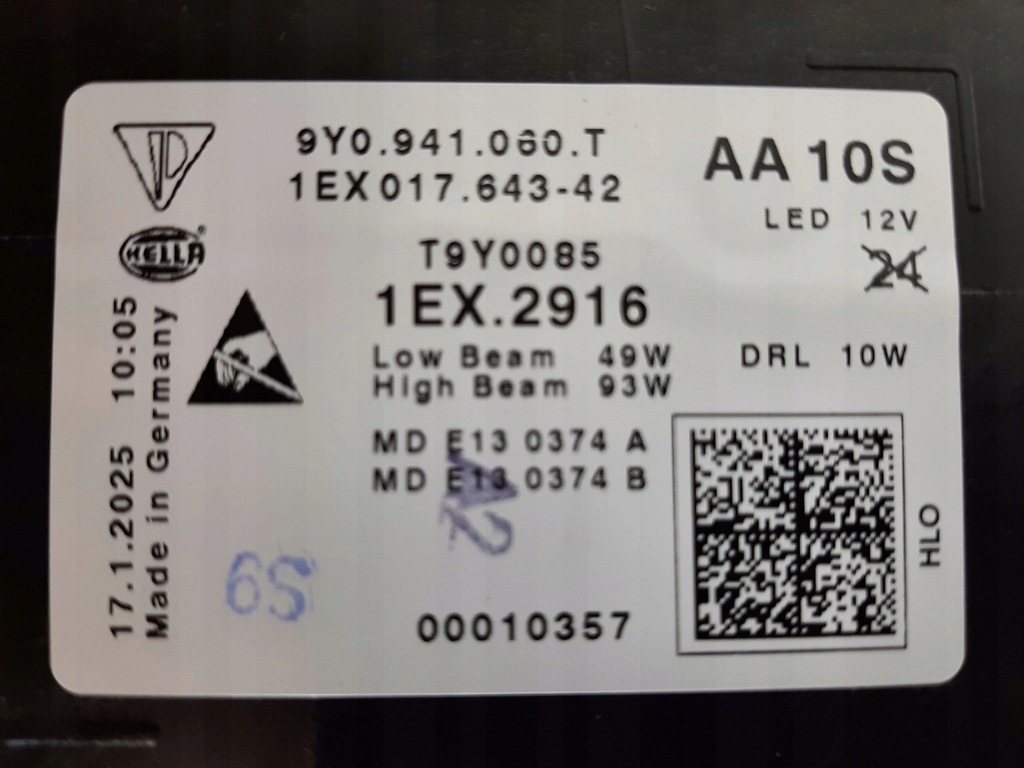 9Y0.941.060.T
1EX 017.643-42
AA 10S
LED 12V
24
HELLA
T9Y0085
1EX.2916
Low Beam 49W
High Beam 93W
DRL 10W
MD E13 0374 A
MD E13 0374 B
A2
6S
00010357
HLO
17.1.2025 10:05
Made in Germany